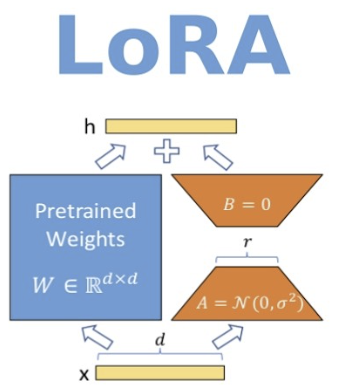 LoRA
h
Pretrained
Weights
W ∈ ℝ^{d×d}
B = 0
r
A = 𝒩(0, σ²)
d
x